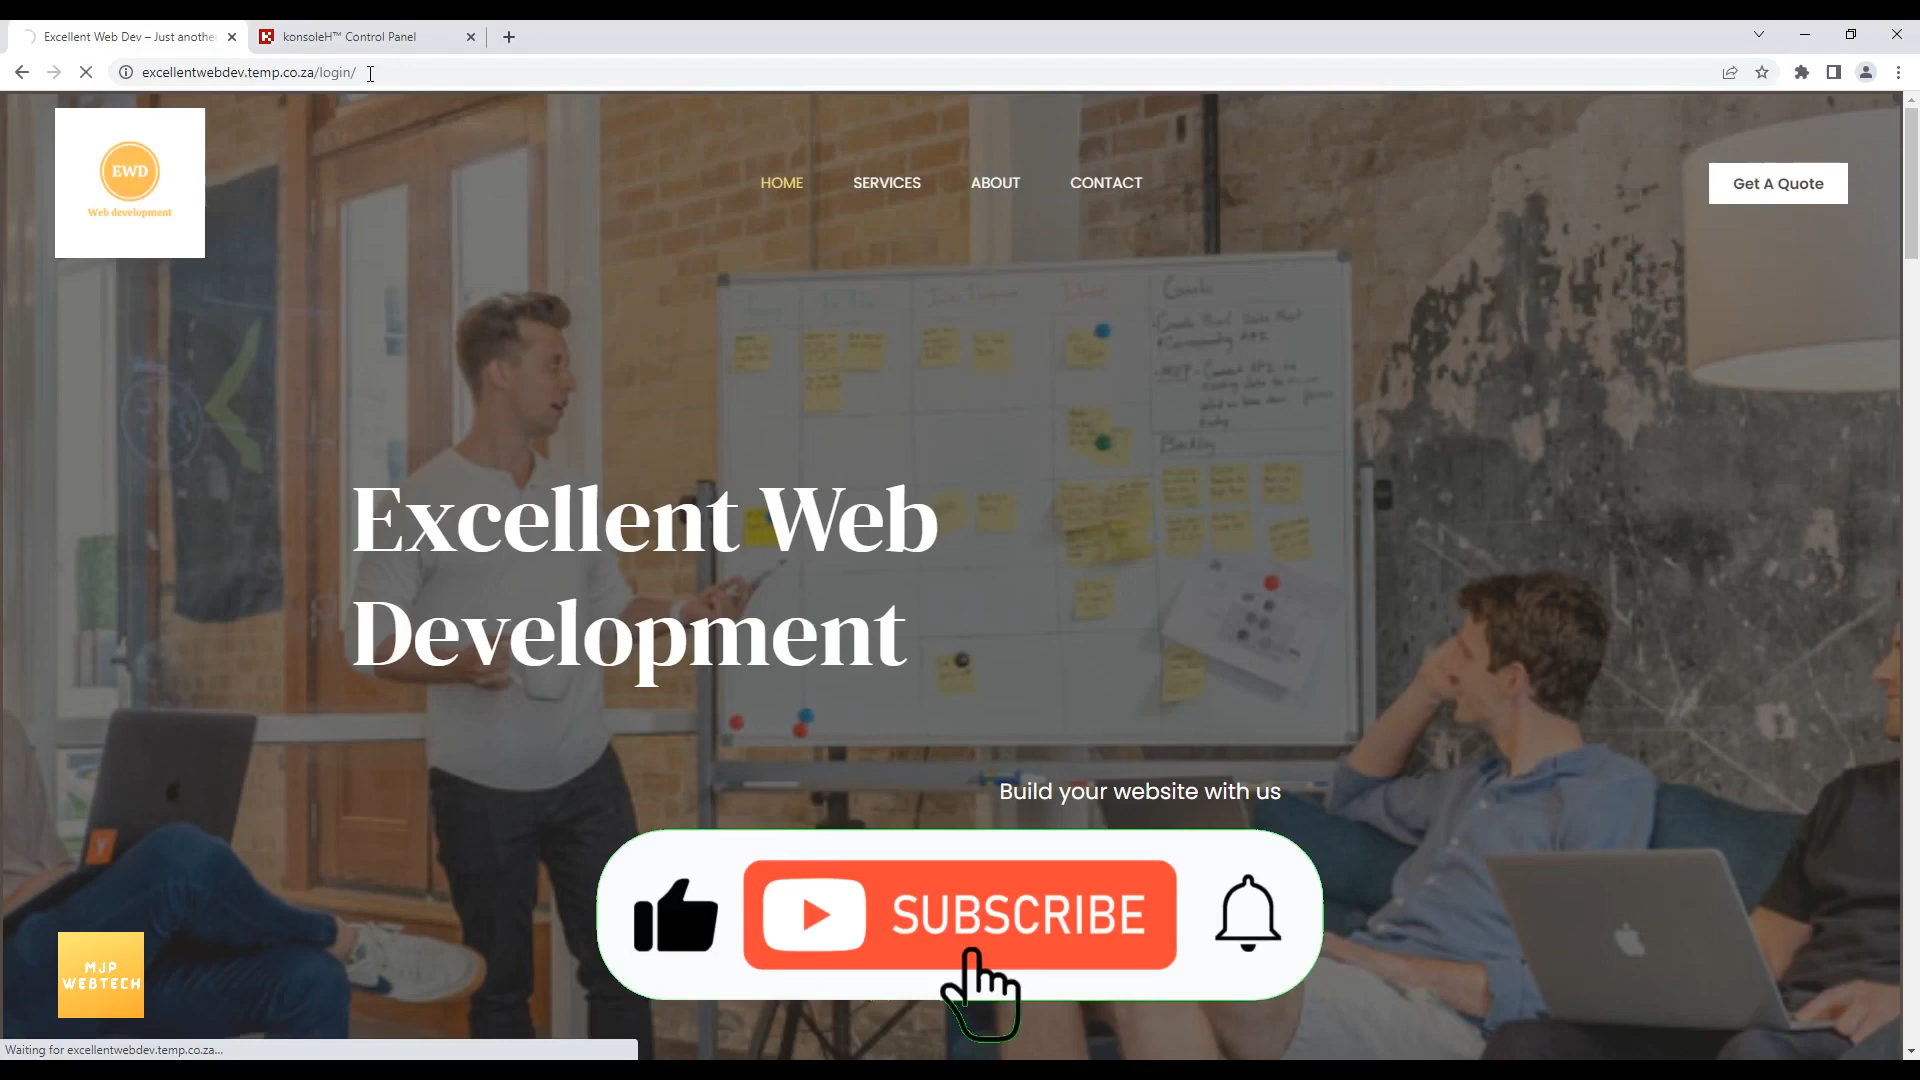 Excellent Web Dev – Just anothe
konsoleH™ Control Panel
excellentwebdev.temp.co.za/login/
EWD
Web development
HOME
SERVICES
ABOUT
CONTACT
Get A Quote
Excellent Web
Development
Build your website with us
SUBSCRIBE
MJP
WEBTECH
Waiting for excellentwebdev.temp.co.za...